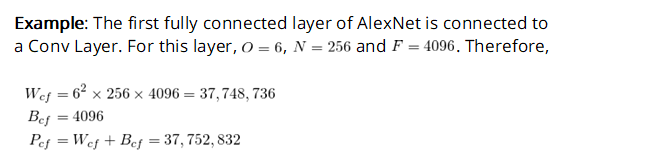 Example: The first fully connected layer of AlexNet is connected to
a Conv Layer. For this layer, O = 6, N = 256 and F = 4096. Therefore,
W_{cf} = 6^2 × 256 × 4096 = 37,748,736
B_{cf} = 4096
P_{cf} = W_{cf} + B_{cf} = 37,752,832